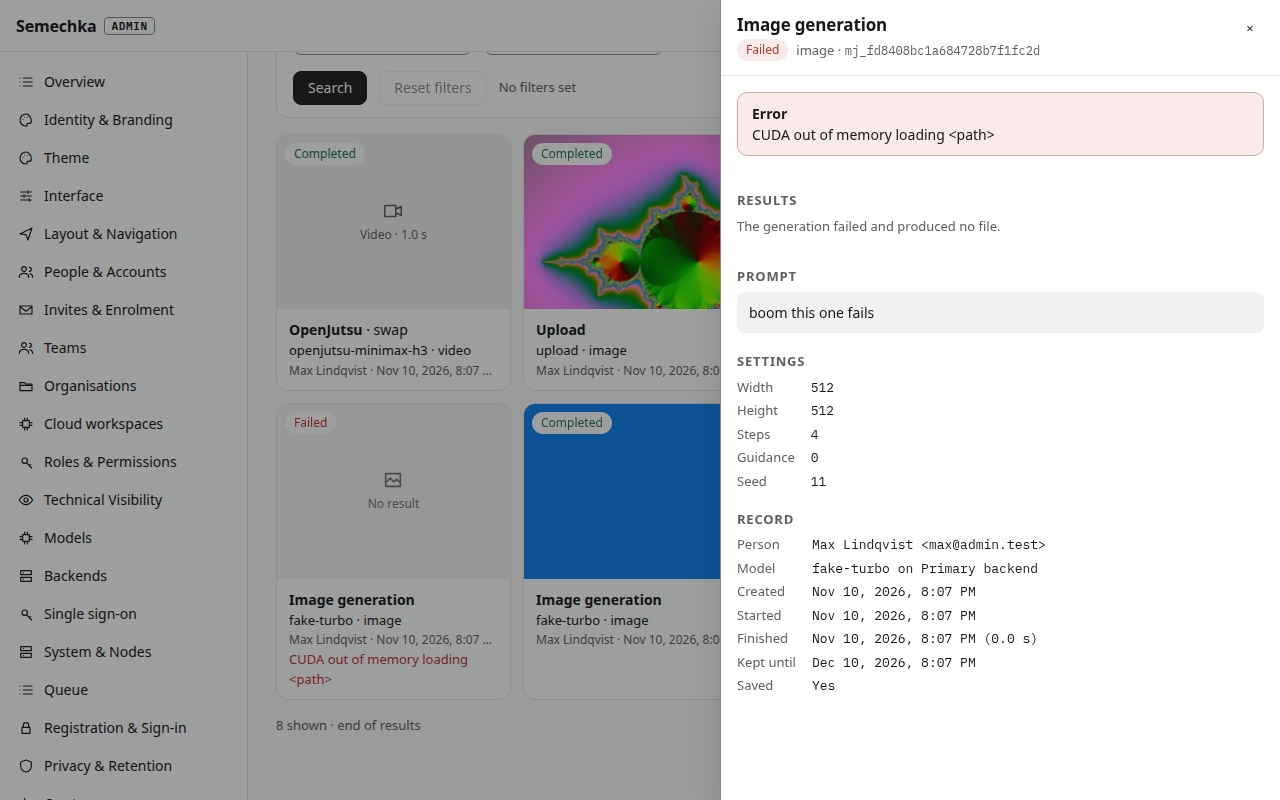 Semechka ADMIN
Overview
Identity & Branding
Theme
Interface
Layout & Navigation
People & Accounts
Invites & Enrolment
Teams
Organisations
Cloud workspaces
Roles & Permissions
Technical Visibility
Models
Backends
Single sign-on
System & Nodes
Queue
Registration & Sign-in
Privacy & Retention
Search Reset filters No filters set
Completed
Video · 1.0 s
OpenJutsu · swap
openjutsu-minimax-h3 · video
Max Lindqvist · Nov 10, 2026, 8:07 ...
Completed
Upload
upload · image
Max Lindqvist · Nov 10, 2026, 8:0
Failed
No result
Image generation
fake-turbo · image
Max Lindqvist · Nov 10, 2026, 8:07 ...
CUDA out of memory loading
<path>
Completed
Image generation
fake-turbo · image
Max Lindqvist · Nov 10, 2026, 8:0
8 shown · end of results
Image generation
×
Failed image · mj_fd8408bc1a684728b7f1fc2d
Error
CUDA out of memory loading <path>
RESULTS
The generation failed and produced no file.
PROMPT
boom this one fails
SETTINGS
Width 512
Height 512
Steps 4
Guidance 0
Seed 11
RECORD
Person Max Lindqvist <max@admin.test>
Model fake-turbo on Primary backend
Created Nov 10, 2026, 8:07 PM
Started Nov 10, 2026, 8:07 PM
Finished Nov 10, 2026, 8:07 PM (0.0 s)
Kept until Dec 10, 2026, 8:07 PM
Saved Yes